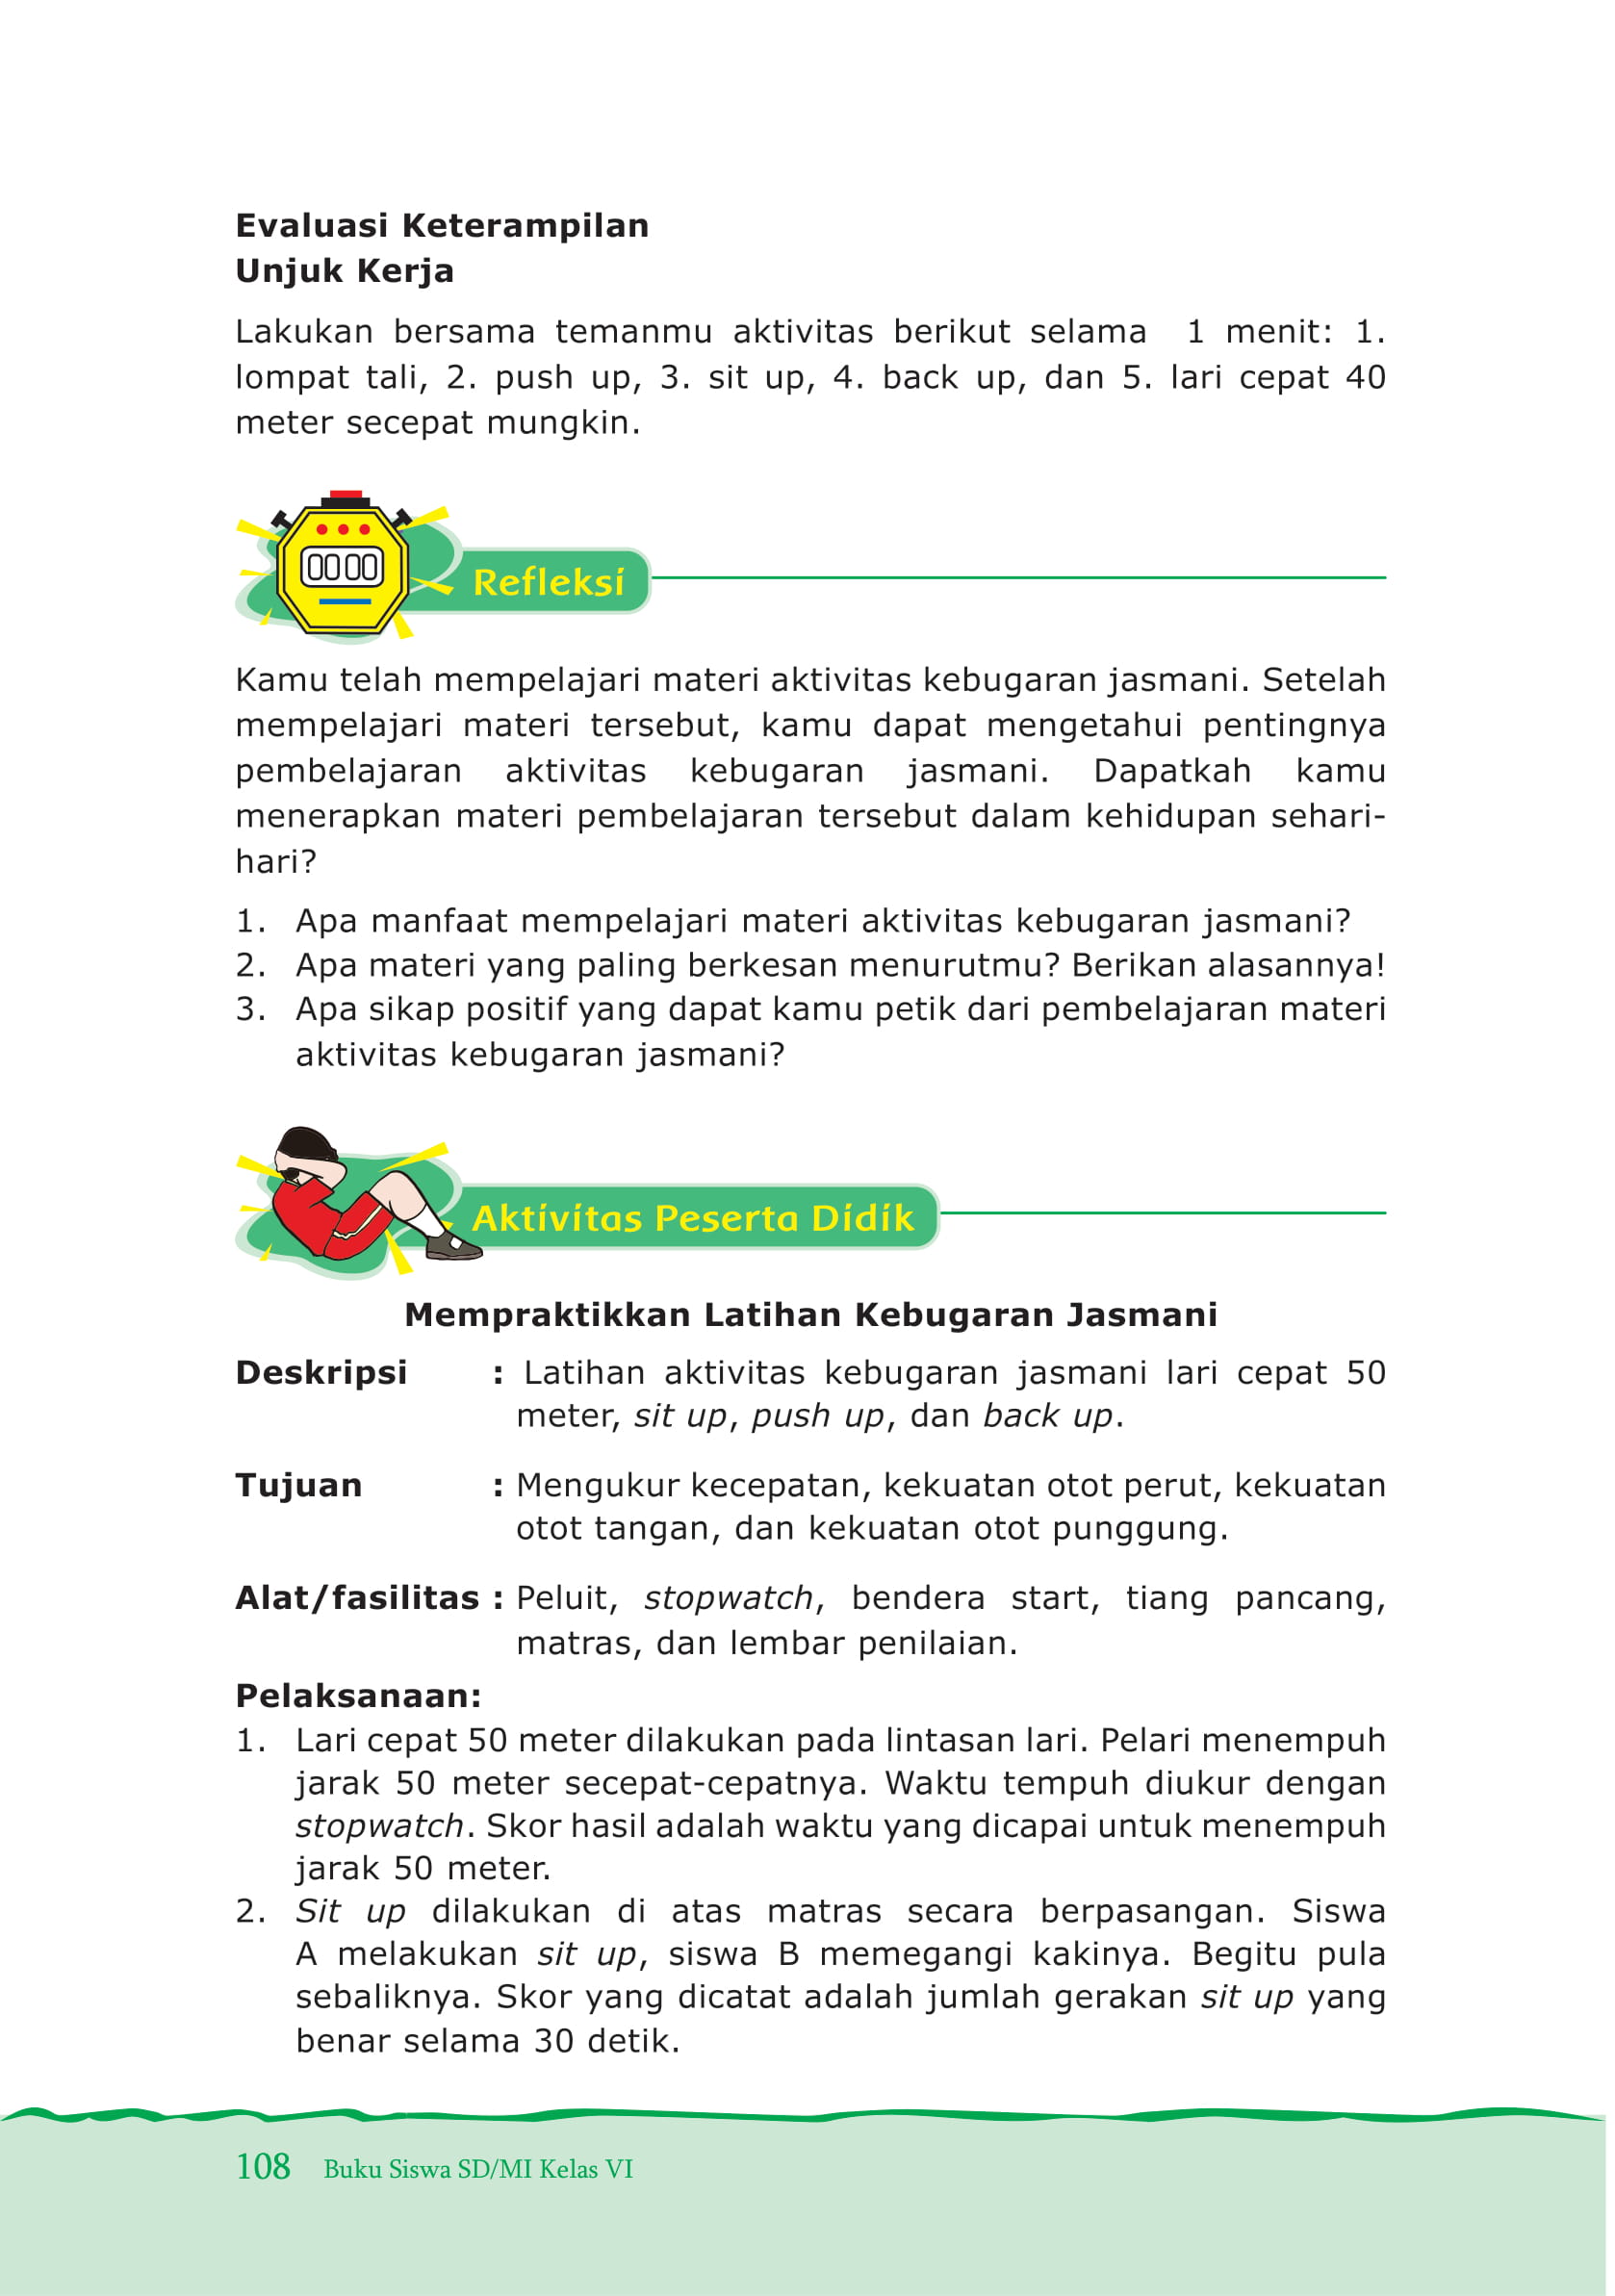 Evaluasi Keterampilan
Unjuk Kerja
Lakukan bersama temanmu aktivitas berikut selama 1 menit: 1.
lompat tali, 2. push up, 3. sit up, 4. back up, dan 5. lari cepat 40
meter secepat mungkin.
Refleksi
Kamu telah mempelajari materi aktivitas kebugaran jasmani. Setelah
mempelajari materi tersebut, kamu dapat mengetahui pentingnya
pembelajaran aktivitas kebugaran jasmani. Dapatkah kamu
menerapkan materi pembelajaran tersebut dalam kehidupan sehari-
hari?
1. Apa manfaat mempelajari materi aktivitas kebugaran jasmani?
2. Apa materi yang paling berkesan menurutmu? Berikan alasannya!
3. Apa sikap positif yang dapat kamu petik dari pembelajaran materi
aktivitas kebugaran jasmani?
Aktivitas Peserta Didik
Mempraktikkan Latihan Kebugaran Jasmani
Deskripsi : Latihan aktivitas kebugaran jasmani lari cepat 50
meter, sit up, push up, dan back up.
Tujuan : Mengukur kecepatan, kekuatan otot perut, kekuatan
otot tangan, dan kekuatan otot punggung.
Alat/fasilitas : Peluit, stopwatch, bendera start, tiang pancang,
matras, dan lembar penilaian.
Pelaksanaan:
1. Lari cepat 50 meter dilakukan pada lintasan lari. Pelari menempuh
jarak 50 meter secepat-cepatnya. Waktu tempuh diukur dengan
stopwatch. Skor hasil adalah waktu yang dicapai untuk menempuh
jarak 50 meter.
2. Sit up dilakukan di atas matras secara berpasangan. Siswa
A melakukan sit up, siswa B memegangi kakinya. Begitu pula
sebaliknya. Skor yang dicatat adalah jumlah gerakan sit up yang
benar selama 30 detik.
108 Buku Siswa SD/MI Kelas VI